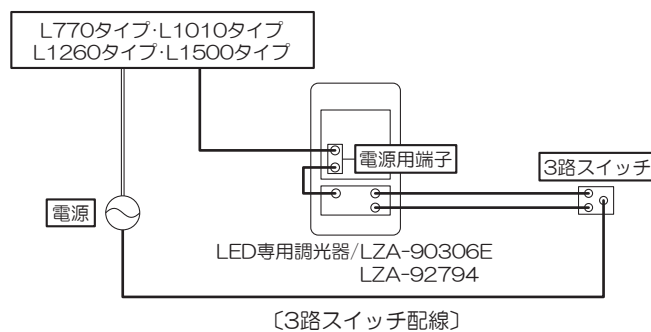 L770タイプ・L1010タイプ
L1260タイプ・L1500タイプ
電源用端子
3路スイッチ
電源
LED専用調光器/LZA-90306E
LZA-92794
〔3路スイッチ配線〕